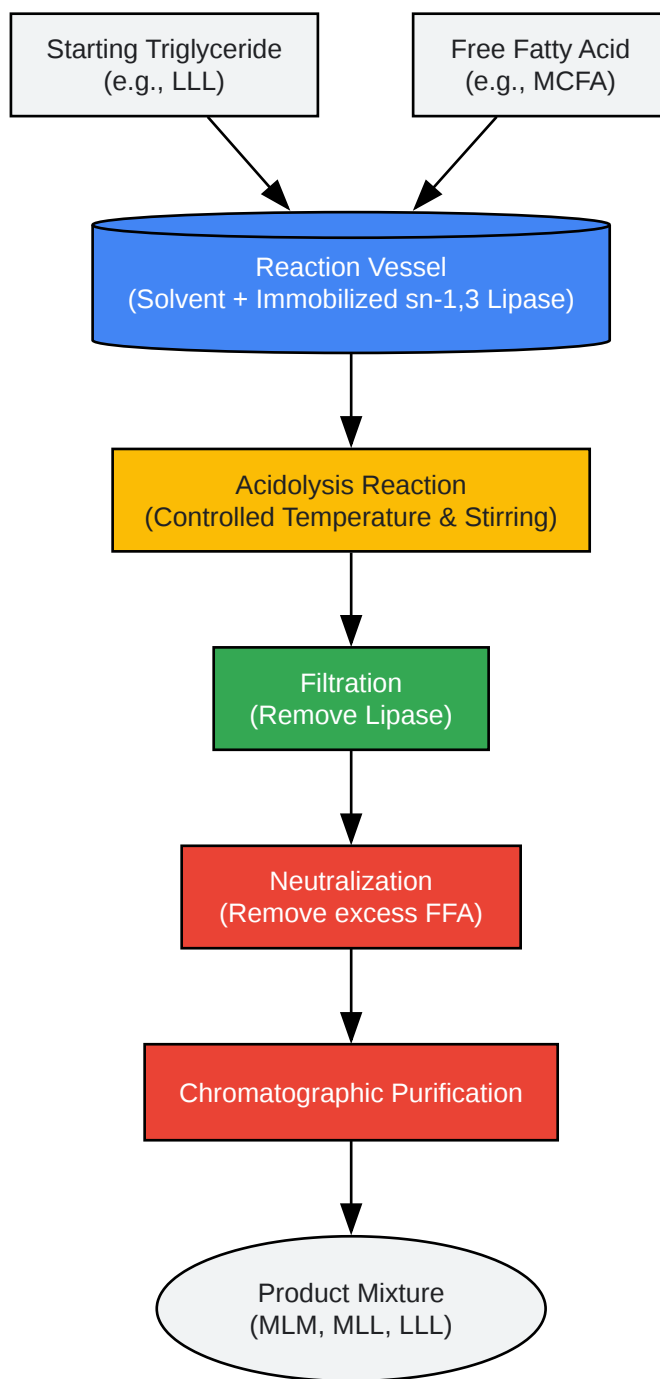 Starting Triglyceride
(e.g., LLL)
Free Fatty Acid
(e.g., MCFA)
Reaction Vessel
(Solvent + Immobilized sn-1,3 Lipase)
Acidolysis Reaction
(Controlled Temperature & Stirring)
Filtration
(Remove Lipase)
Neutralization
(Remove excess FFA)
Chromatographic Purification
Product Mixture
(MLM, MLL, LLL)